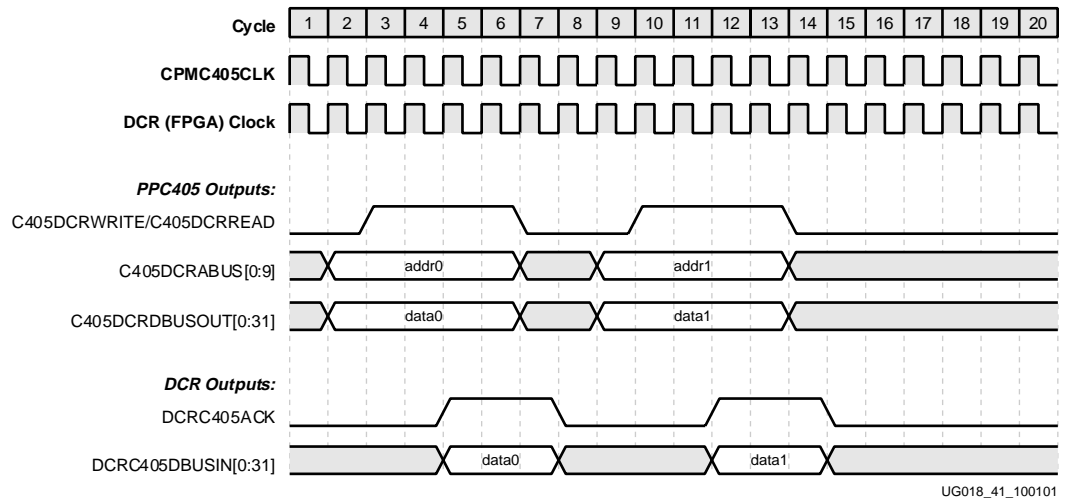 Cycle 1 2 3 4 5 6 7 8 9 10 11 12 13 14 15 16 17 18 19 20
CPMC405CLK
DCR (FPGA) Clock
PPC405 Outputs:
C405DCRWRITE/C405DCRREAD
C405DCRABUS[0:9] addr0 addr1
C405DCRDBUSOUT[0:31] data0 data1
DCR Outputs:
DCRC405ACK
DCRC405DBUSIN[0:31] data0 data1
UG018_41_100101